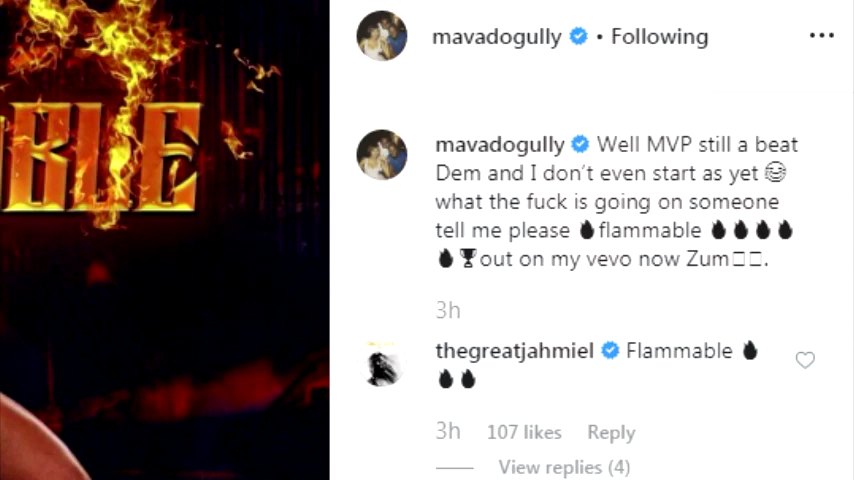 BLE
mavadogully • Following
mavadogully Well MVP still a beat
Dem and I don't even start as yet 😂
what the fuck is going on someone
tell me please 🔥flammable 🔥🔥🔥🔥
🔥🏆out on my vevo now Zum□□.
3h
thegreatjahmiel Flammable 🔥
🔥🔥
3h 107 likes Reply
View replies (4)